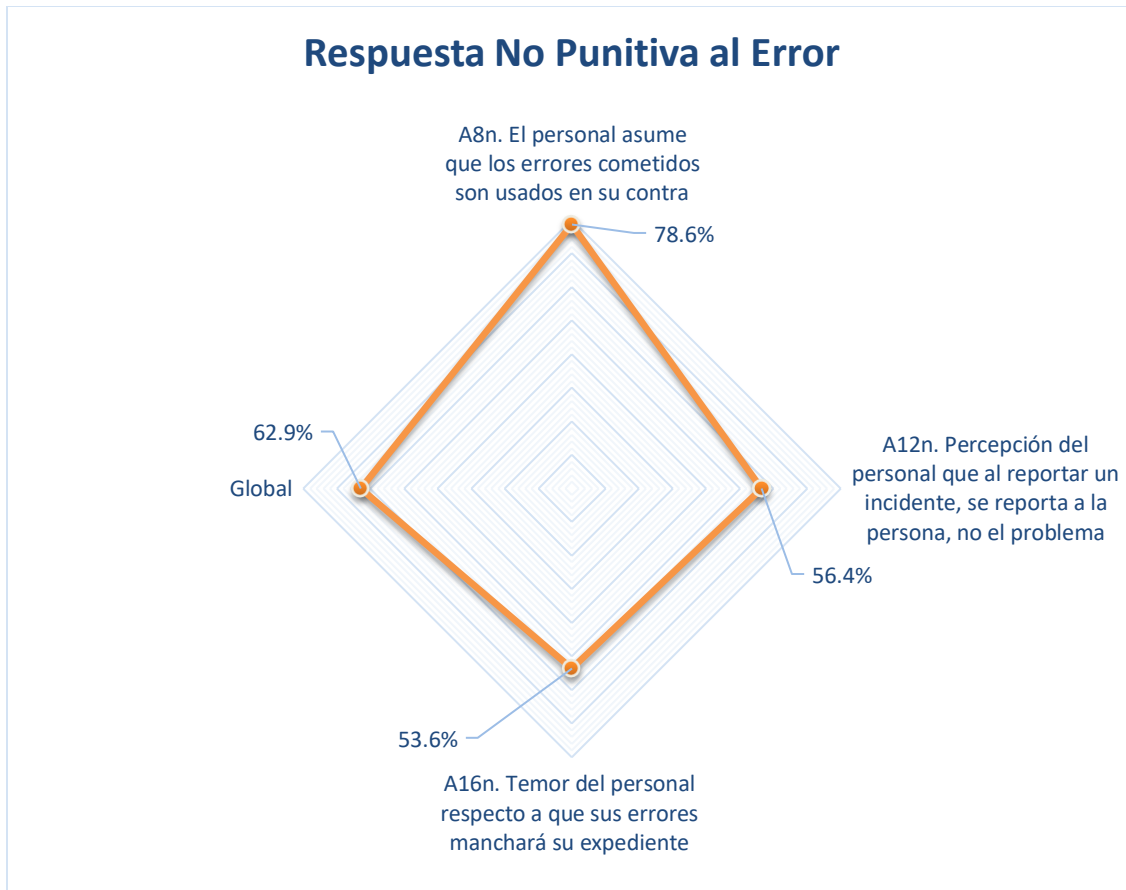 Respuesta No Punitiva al Error
A8n. El personal asume
que los errores cometidos
son usados en su contra
78.6%
62.9%
Global
A12n. Percepción del
personal que al reportar un
incidente, se reporta a la
persona, no el problema
56.4%
53.6%
A16n. Temor del personal
respecto a que sus errores
manchará su expediente